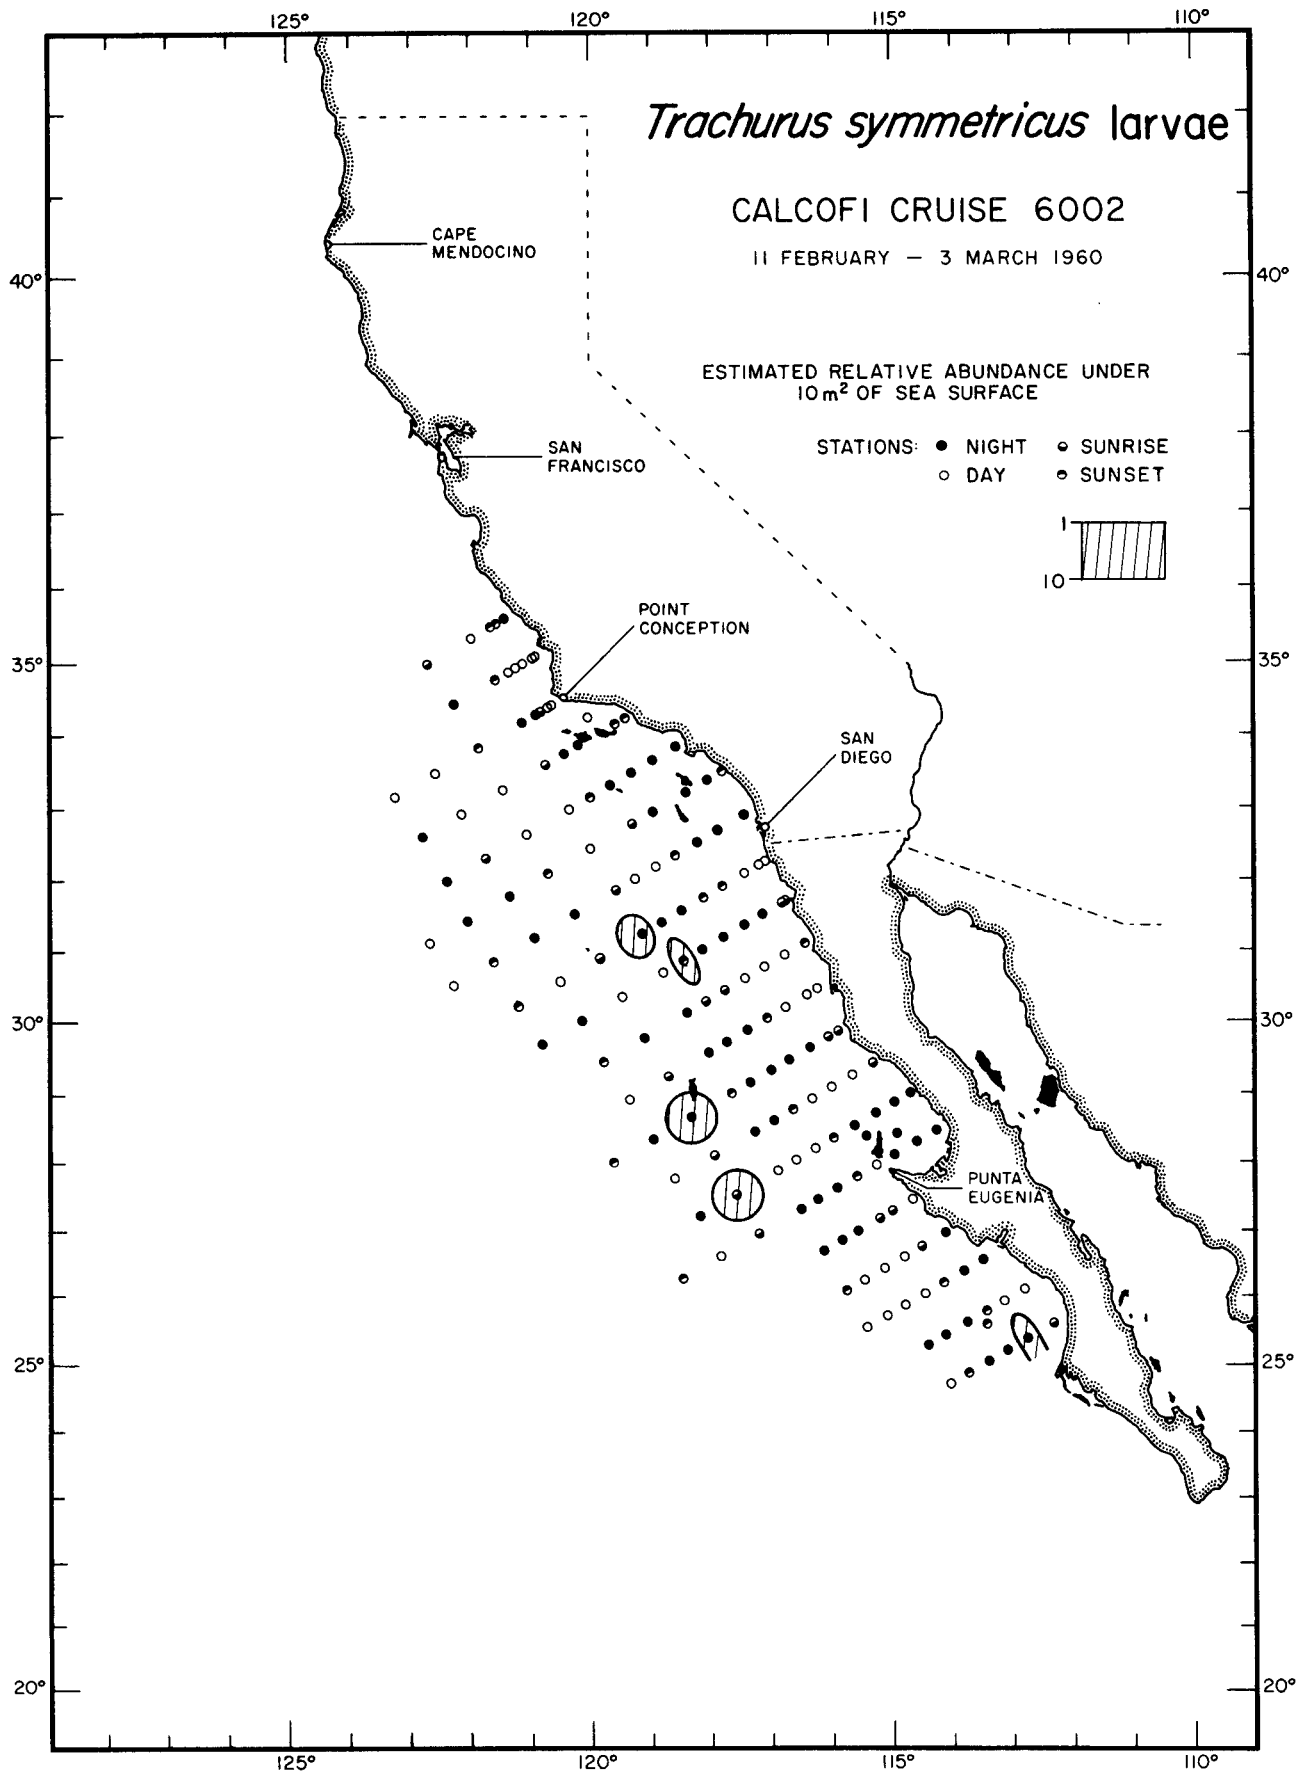 125° 120° 115° 110°
Trachurus symmetricus larvae
CALCOFI CRUISE 6002
11 FEBRUARY – 3 MARCH 1960
CAPE
MENDOCINO
40° 40°
ESTIMATED RELATIVE ABUNDANCE UNDER
10 m² OF SEA SURFACE
STATIONS: ● NIGHT SUNRISE
○ DAY SUNSET
SAN
FRANCISCO
1
10
POINT
CONCEPTION
35° 35°
SAN
DIEGO
30° 30°
PUNTA
EUGENIA
25° 25°
20° 20°
125° 120° 115° 110°